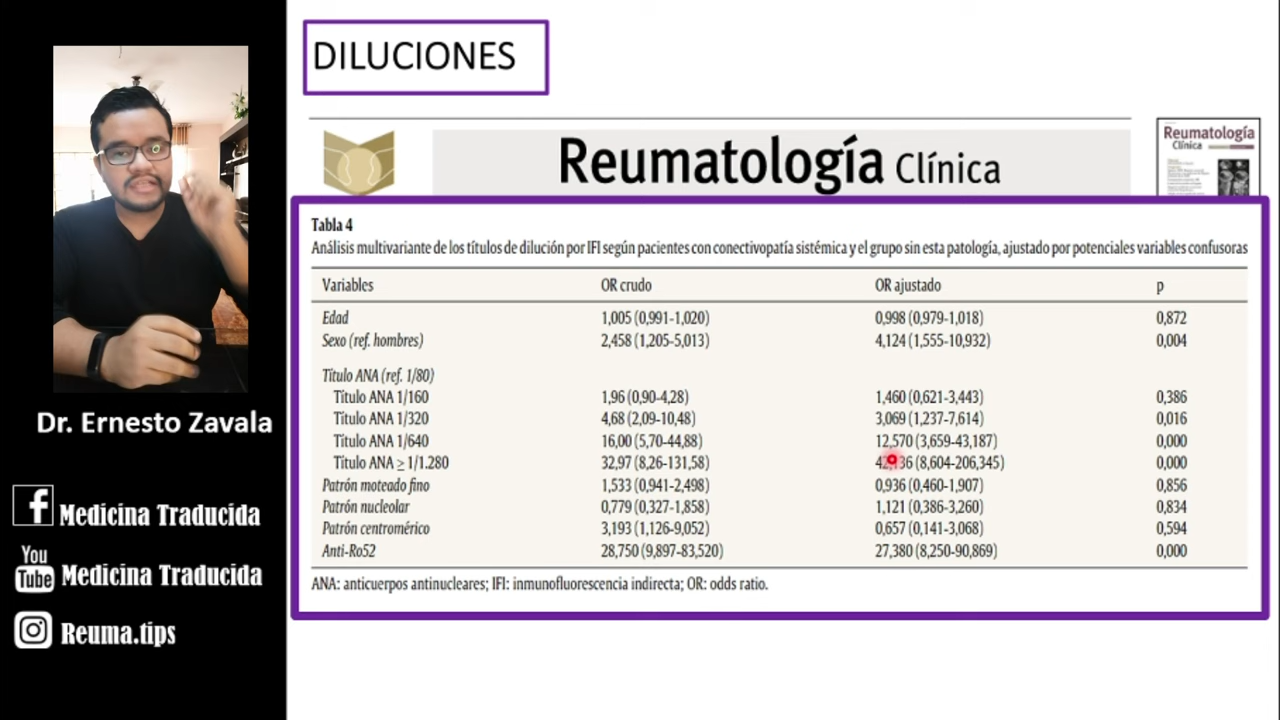 DILUCIONES
Reumatología Clínica
Reumatología
Clínica
Tabla 4
Análisis multivariante de los títulos de dilución por IFI según pacientes con conectivopatía sistémica y el grupo sin esta patología, ajustado por potenciales variables confusoras
Variables OR crudo OR ajustado p
Edad 1,005 (0,991-1,020) 0,998 (0,979-1,018) 0,872
Sexo (ref. hombres) 2,458 (1,205-5,013) 4,124 (1,555-10,932) 0,004
Título ANA (ref. 1/80)
Título ANA 1/160 1,96 (0,90-4,28) 1,460 (0,621-3,443) 0,386
Título ANA 1/320 4,68 (2,09-10,48) 3,069 (1,237-7,614) 0,016
Título ANA 1/640 16,00 (5,70-44,88) 12,570 (3,659-43,187) 0,000
Título ANA ≥ 1/1.280 32,97 (8,26-131,58) (8,604-206,345) 0,000
Patrón moteado fino 1,533 (0,941-2,498) 0,936 (0,460-1,907) 0,856
Patrón nucleolar 0,779 (0,327-1,858) 1,121 (0,386-3,260) 0,834
Patrón centromérico 3,193 (1,126-9,052) 0,657 (0,141-3,068) 0,594
Anti-Ro52 28,750 (9,897-83,520) 27,380 (8,250-90,869) 0,000
ANA: anticuerpos antinucleares; IFI: inmunofluorescencia indirecta; OR: odds ratio.
Dr. Ernesto Zavala
f Medicina Traducida
You
Tube Medicina Traducida
Reuma.tips